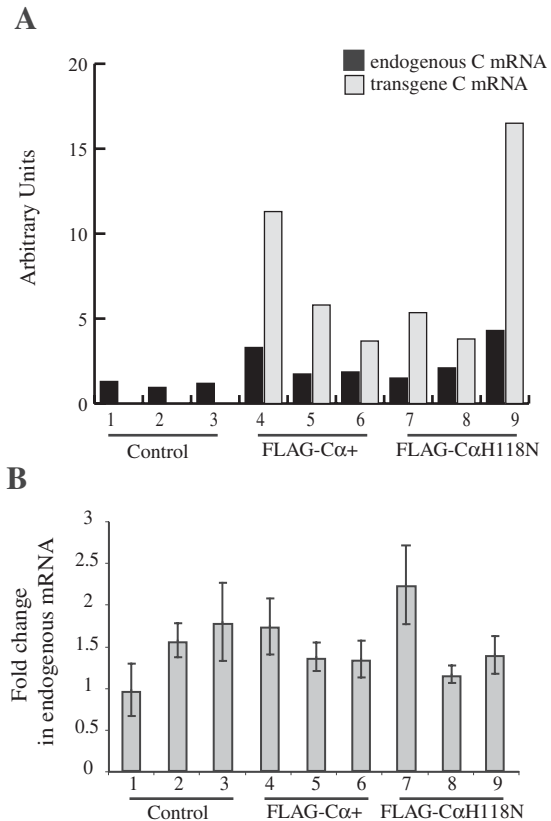 A
endogenous C mRNA
transgene C mRNA
Arbitrary Units
20
15
10
5
0
1 2 3 4 5 6 7 8 9
Control FLAG-Cα+ FLAG-CαH118N
B
Fold change
in endogenous mRNA
3
2.5
2
1.5
1
0.5
0
1 2 3 4 5 6 7 8 9
Control FLAG-Cα+ FLAG-CαH118N